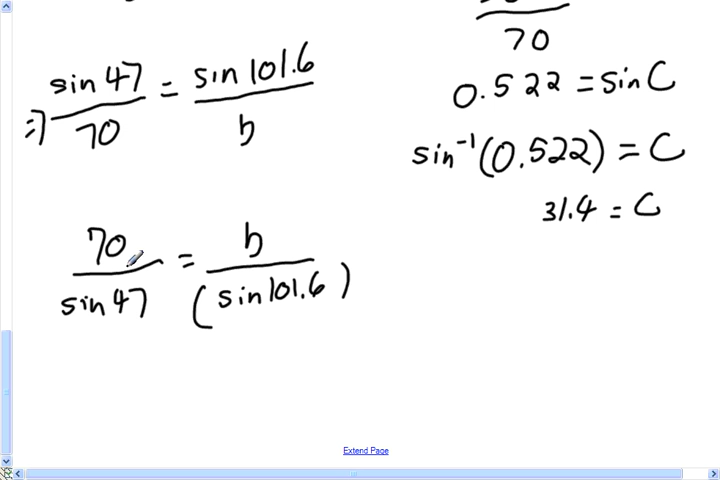 70
0.522 = sin C
sin⁻¹(0.522) = C
31.4 = C
⇒ sin 47 / 70 = sin 101.6 / b
70 / sin 47 = b / (sin 101.6)
Extend Page